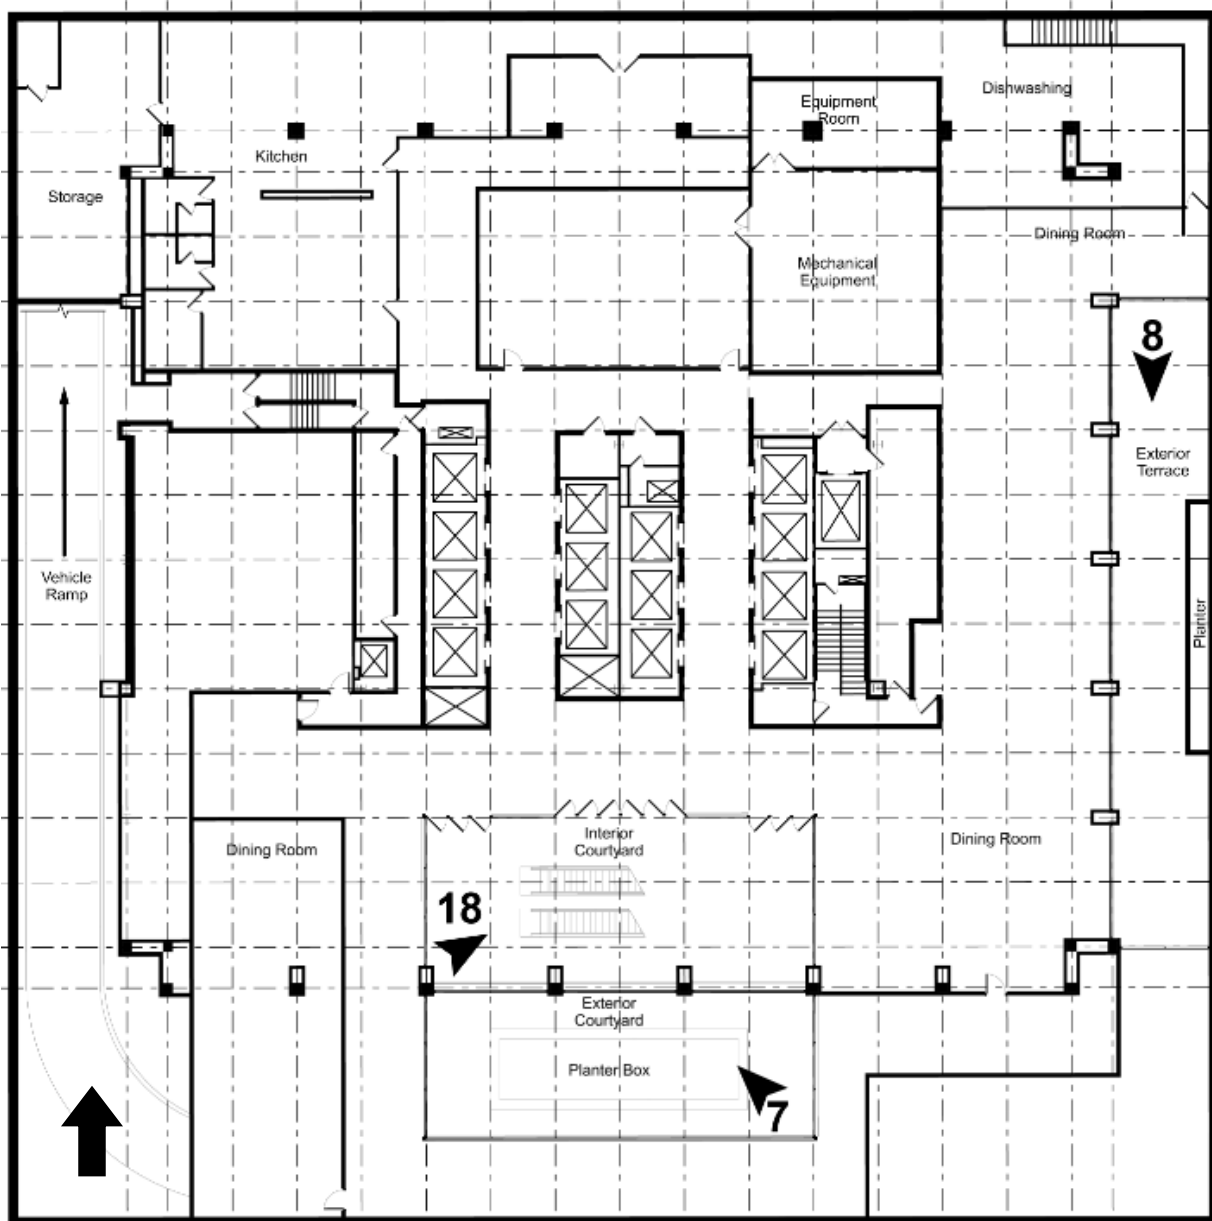 Dishwashing
Equipment
Room
Kitchen
Storage
Dining Room
Mechanical
Equipment
8
Exterior
Terrace
Vehicle
Ramp
Planter
Interior
Courtyard
Dining Room
Dining Room
18
Exterior
Courtyard
Planter Box
7